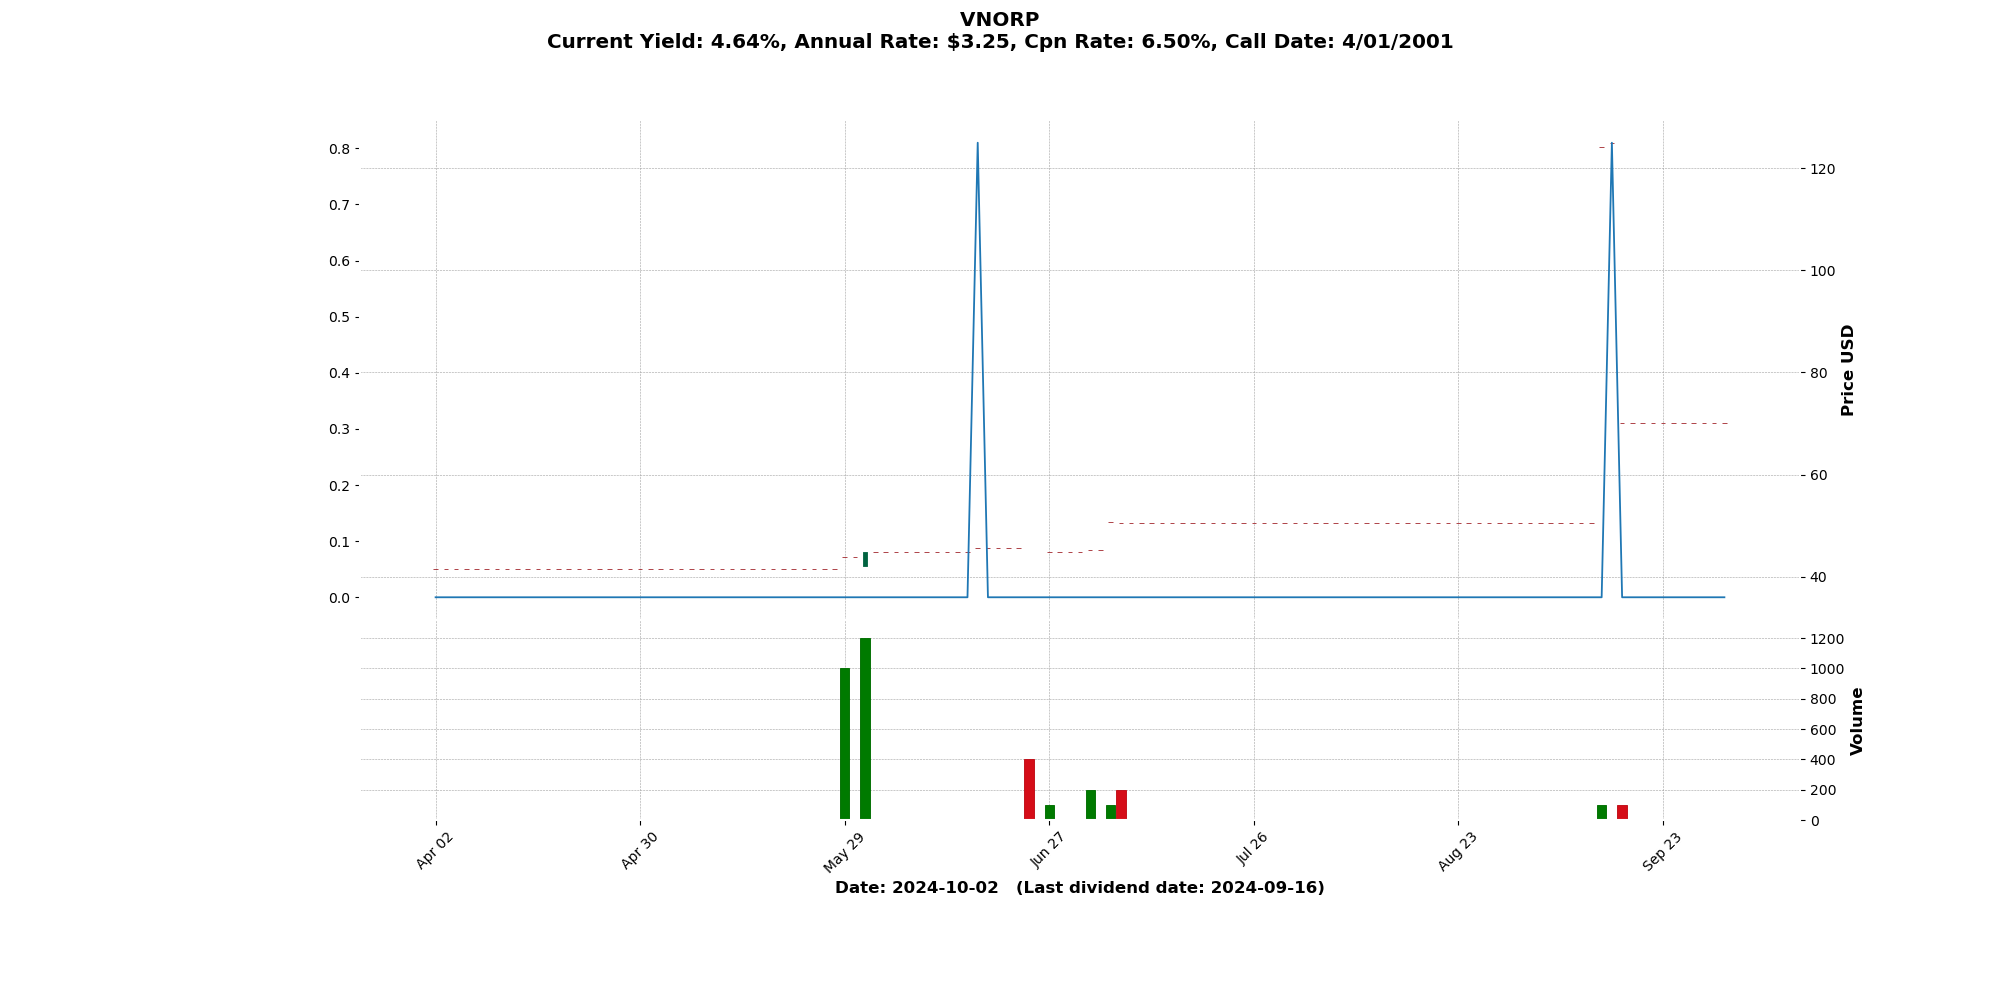 VNORP
Current Yield: 4.64%, Annual Rate: $3.25, Cpn Rate: 6.50%, Call Date: 4/01/2001
0.8
0.7
0.6
0.5
0.4
0.3
0.2
0.1
0.0
120
100
80
60
40
Price USD
1200
1000
800
600
400
200
0
Volume
Apr 02
Apr 30
May 29
Jun 27
Jul 26
Aug 23
Sep 23
Date: 2024-10-02   (Last dividend date: 2024-09-16)